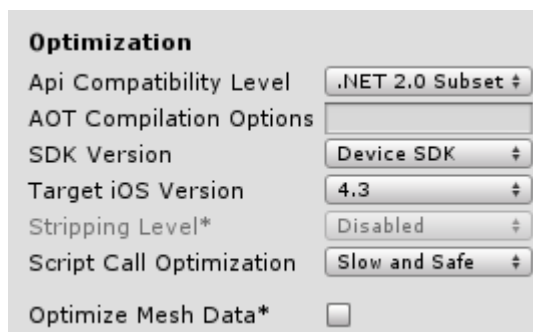 Optimization
Api Compatibility Level .NET 2.0 Subset
AOT Compilation Options
SDK Version Device SDK
Target iOS Version 4.3
Stripping Level* Disabled
Script Call Optimization Slow and Safe
Optimize Mesh Data*